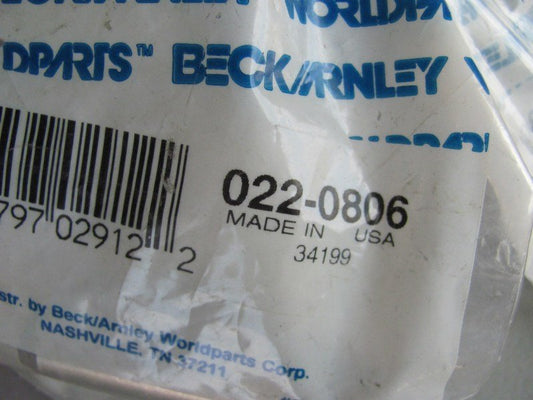 WORLDPA
DPARTS™ BECK/ARNLEY
022-0806
MADE IN USA
34199
797 02912 2
str. by Beck/Arnley Worldparts Corp.
NASHVILLE, TN 37211